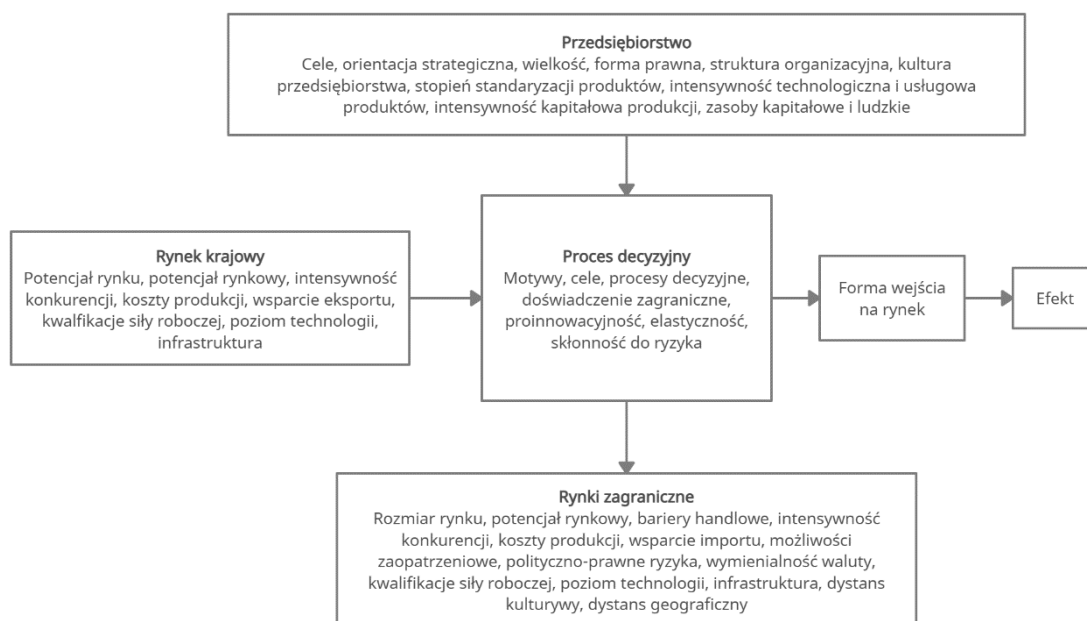 Przedsiębiorstwo
Cele, orientacja strategiczna, wielkość, forma prawna, struktura organizacyjna, kultura
przedsiębiorstwa, stopień standaryzacji produktów, intensywność technologiczna i usługowa
produktów, intensywność kapitałowa produkcji, zasoby kapitałowe i ludzkie
Rynek krajowy
Potencjał rynku, potencjał rynkowy, intensywność
konkurencji, koszty produkcji, wsparcie eksportu,
kwalfikacje siły roboczej, poziom technologii,
infrastruktura
Proces decyzyjny
Motywy, cele, procesy decyzyjne,
doświadczenie zagraniczne,
proinnowacyjność, elastyczność,
skłonność do ryzyka
Forma wejścia
na rynek
Efekt
Rynki zagraniczne
Rozmiar rynku, potencjał rynkowy, bariery handlowe, intensywność
konkurencji, koszty produkcji, wsparcie importu, możliwości
zaopatrzeniowe, polityczno-prawne ryzyka, wymienialność waluty,
kwalifikacje siły roboczej, poziom technologii, infrastruktura, dystans
kulturywy, dystans geograficzny